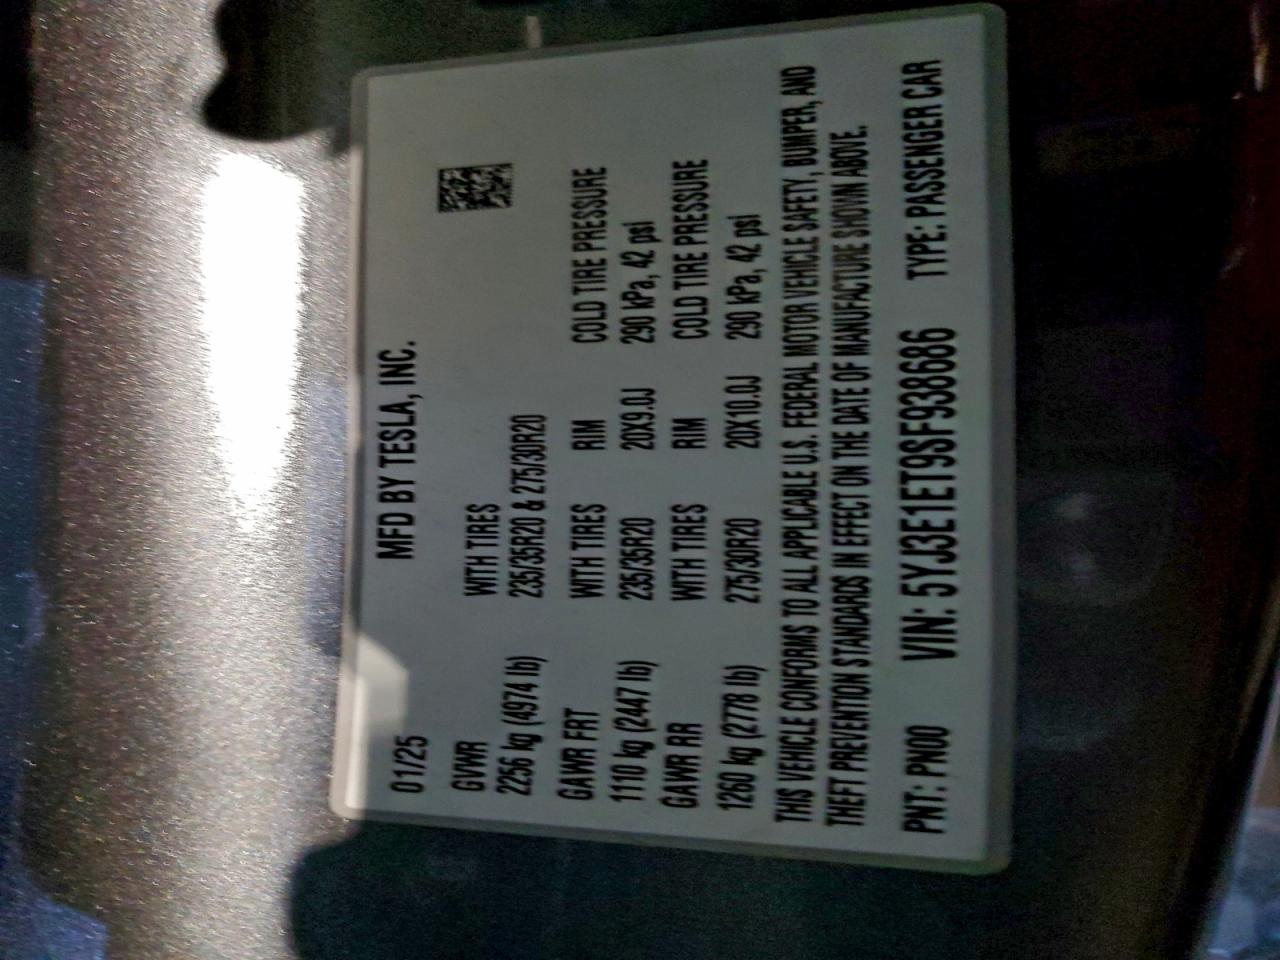 MFD BY TESLA, INC.
01/25
GVWR WITH TIRES
2256 kg (4974 lb) 235/35R20 & 275/30R20
GAWR FRT WITH TIRES RIM COLD TIRE PRESSURE
1110 kg (2447 lb) 235/35R20 20X9.0J 290 kPa, 42 psi
GAWR RR WITH TIRES RIM COLD TIRE PRESSURE
1260 kg (2778 lb) 275/30R20 20X10.0J 290 kPa, 42 psi
THIS VEHICLE CONFORMS TO ALL APPLICABLE U.S. FEDERAL MOTOR VEHICLE SAFETY, BUMPER, AND
THEFT PREVENTION STANDARDS IN EFFECT ON THE DATE OF MANUFACTURE SHOWN ABOVE.
PNT: PN00 VIN: 5YJ3E1ET9SF938686 TYPE: PASSENGER CAR